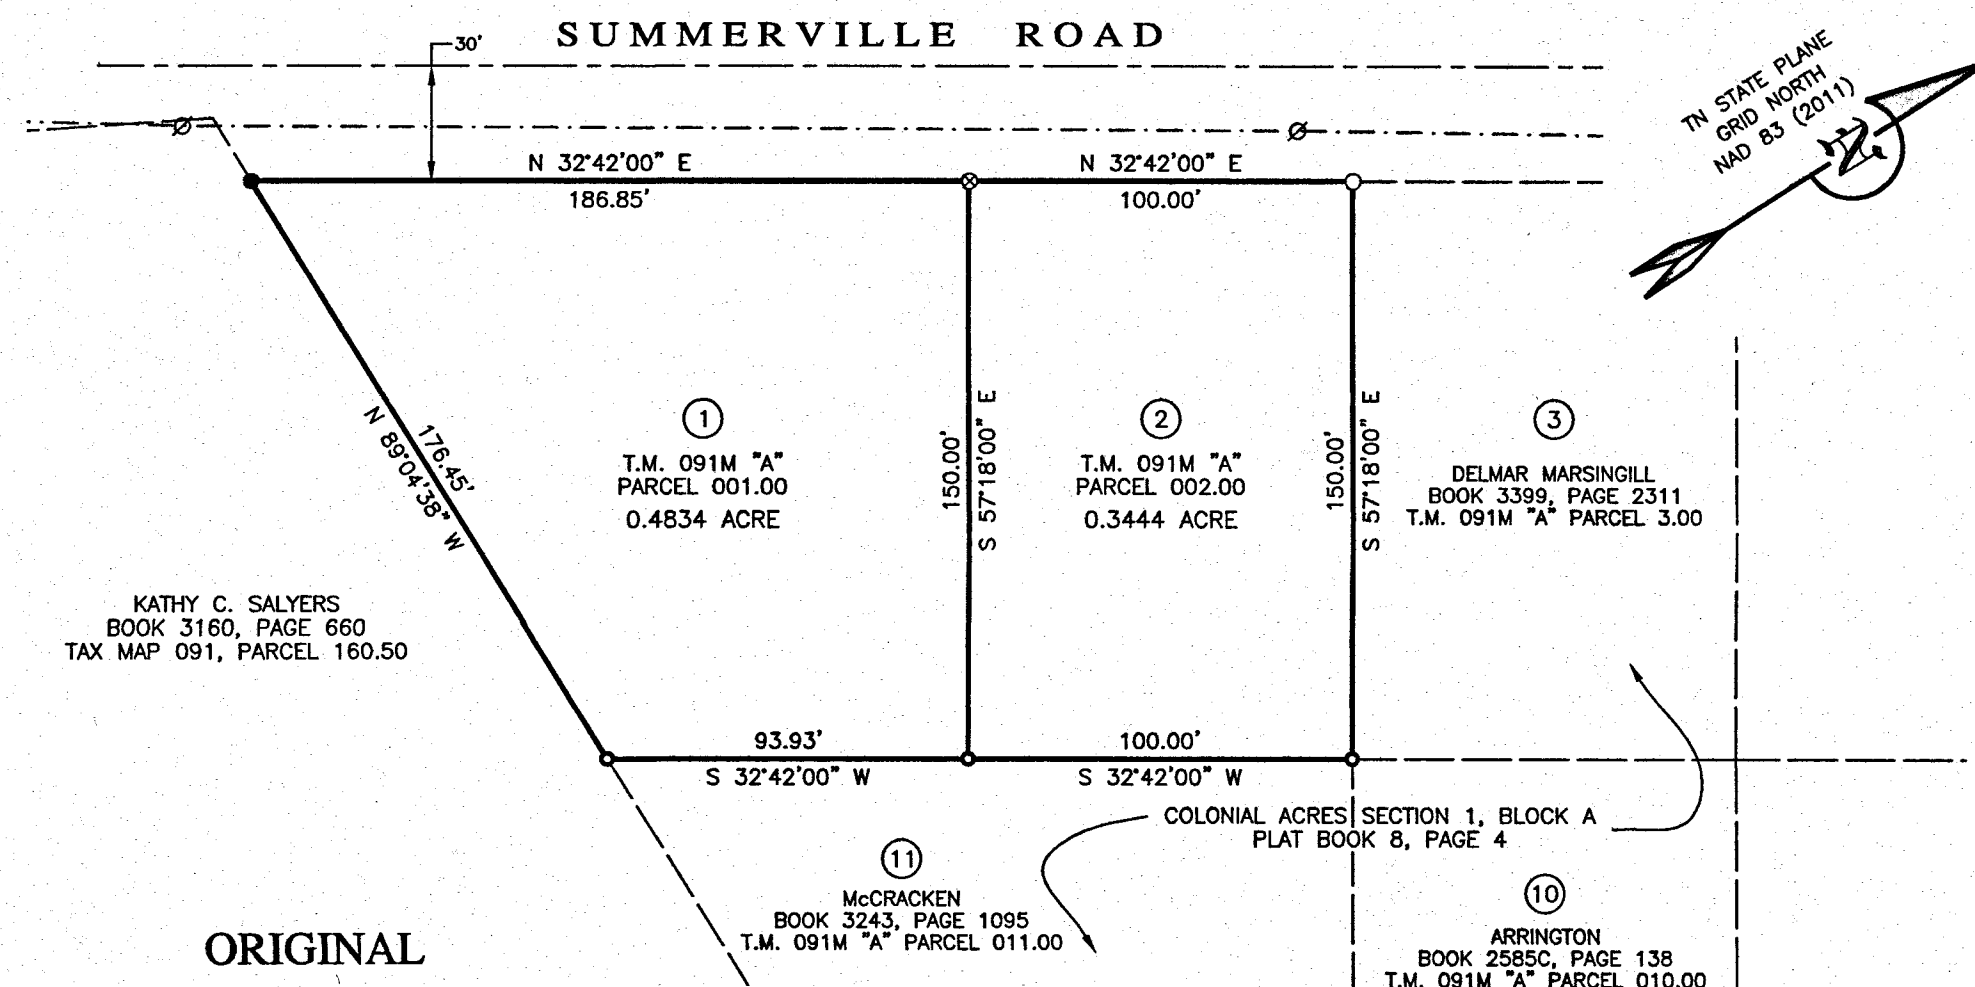 SUMMERVILLE ROAD
30'
TN STATE PLANE
GRID NORTH
NAD 83 (2011)
N
N 32°42'00" E
186.85'
N 32°42'00" E
100.00'
N 89°04'38" W
176.45'
1
T.M. 091M "A"
PARCEL 001.00
0.4834 ACRE
150.00'
S 57°18'00" E
2
T.M. 091M "A"
PARCEL 002.00
0.3444 ACRE
150.00'
S 57°18'00" E
3
DELMAR MARSINGILL
BOOK 3399, PAGE 2311
T.M. 091M "A" PARCEL 3.00
KATHY C. SALYERS
BOOK 3160, PAGE 660
TAX MAP 091, PARCEL 160.50
93.93'
S 32°42'00" W
100.00'
S 32°42'00" W
COLONIAL ACRES SECTION 1, BLOCK A
PLAT BOOK 8, PAGE 4
11
McCRACKEN
BOOK 3243, PAGE 1095
T.M. 091M "A" PARCEL 011.00
10
ARRINGTON
BOOK 2585C, PAGE 138
T.M. 091M "A" PARCEL 010.00
ORIGINAL